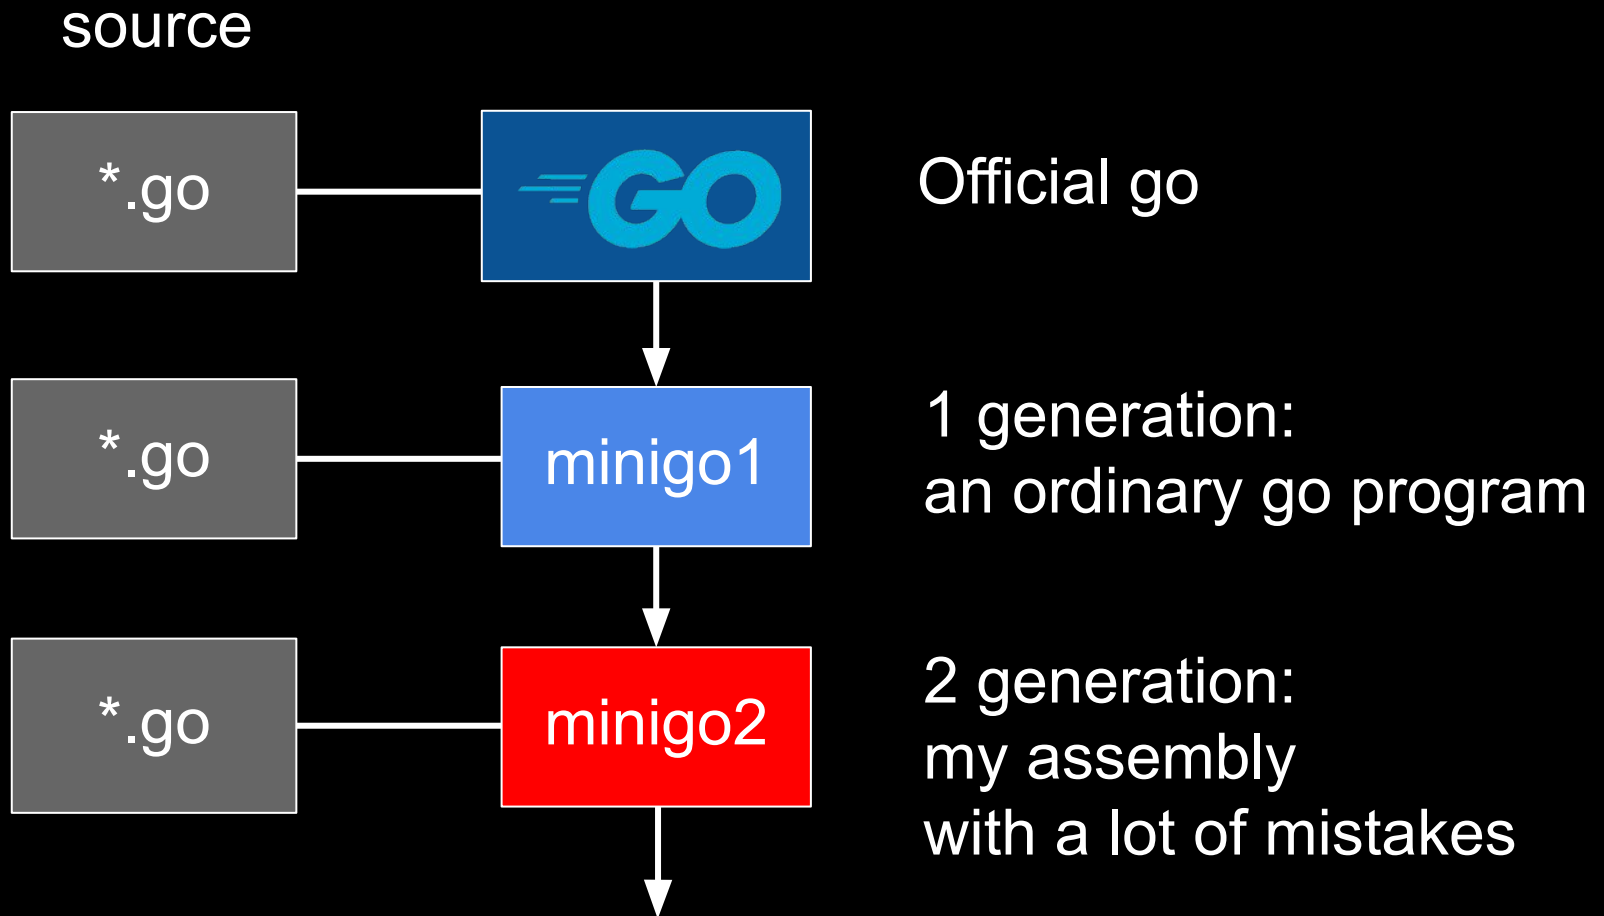 source
*.go
GO
Official go
*.go
minigo1
1 generation:
an ordinary go program
*.go
minigo2
2 generation:
my assembly
with a lot of mistakes